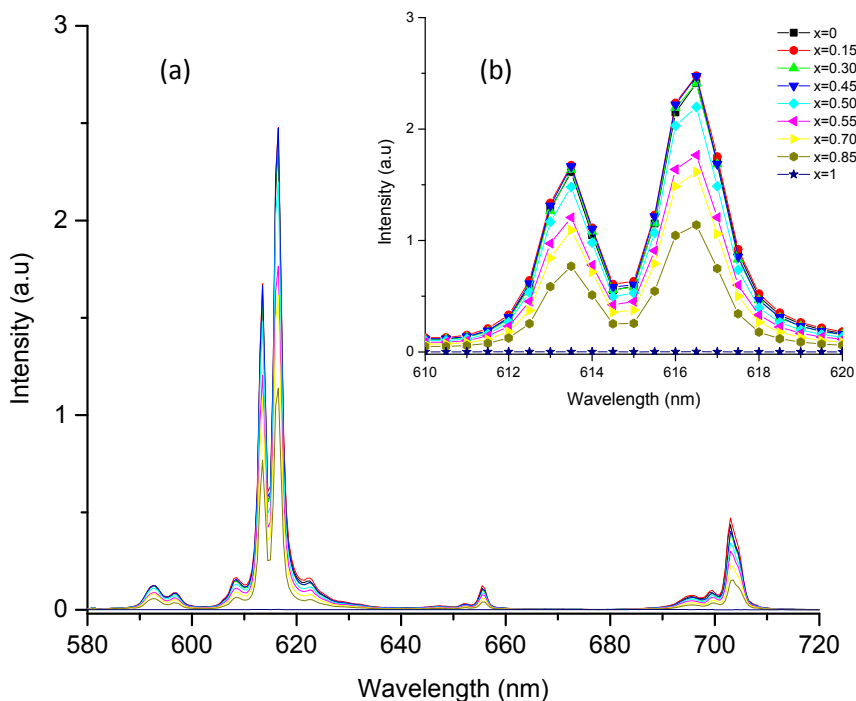 (a)
Intensity (a.u)
3
2
1
0
580
600
620
640
660
680
700
720
Wavelength (nm)
(b)
Intensity (a.u)
3
2
1
0
610
612
614
616
618
620
Wavelength (nm)
x=0
x=0.15
x=0.30
x=0.45
x=0.50
x=0.55
x=0.70
x=0.85
x=1